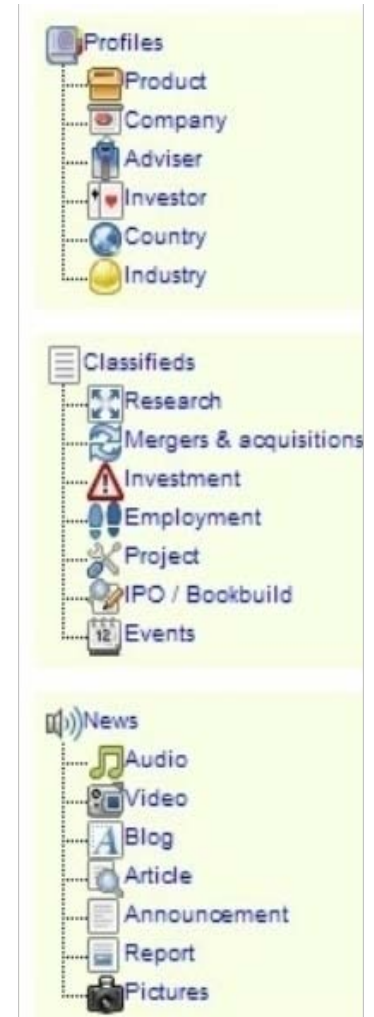 Profiles
Product
Company
Adviser
Investor
Country
Industry
Classifieds
Research
Mergers & acquisitions
Investment
Employment
Project
IPO / Bookbuild
12
Events
News
Audio
Video
A
Blog
Article
Announcement
Report
Pictures